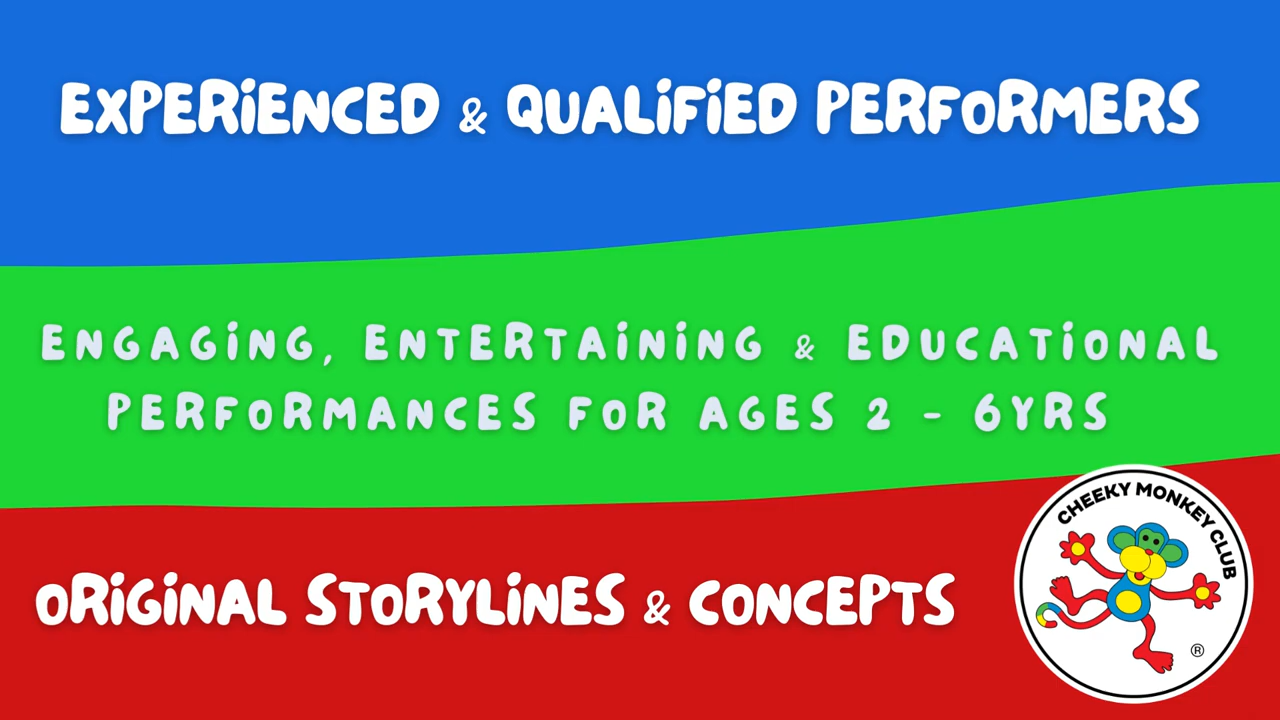 EXPERiENCED & QUALiFiED PERFORMERS
ENGAGiNG, ENTERTAiNiNG & EDUCATiONAL
PERFORMANCES FOR AGES 2 - 6YRS
ORiGiNAL STORYLiNES & CONCEPTS
CHEEKY MONKEY CLUB
®